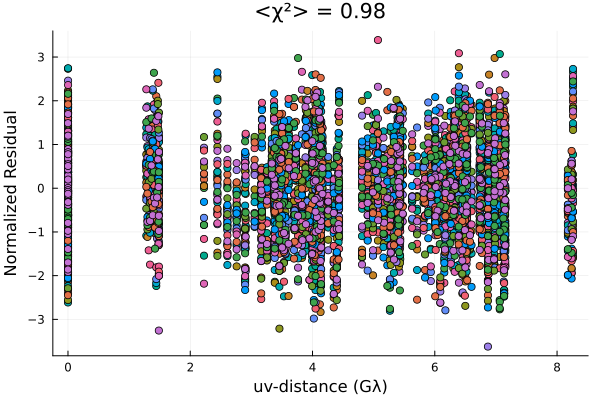 <χ²> = 0.98
3
2
1
0
−1
−2
−3
Normalized Residual
0 2 4 6 8
uv-distance (Gλ)